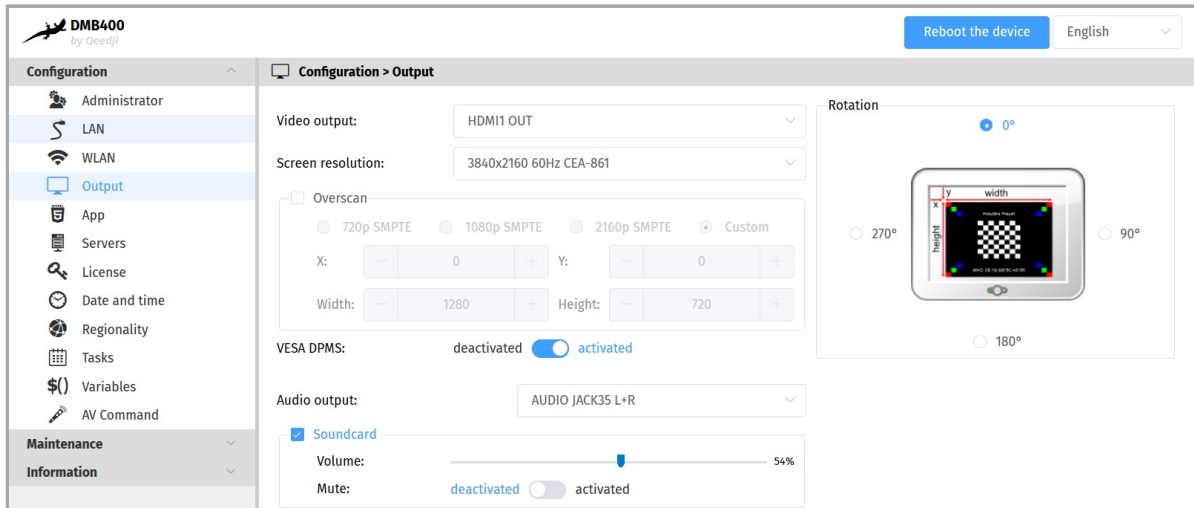 DMB400
by Qeedji
Reboot the device
English
Configuration
Configuration > Output
Administrator
LAN
WLAN
Output
App
Servers
License
Date and time
Regionality
Tasks
$() Variables
AV Command
Maintenance
Information
Video output: HDMI1 OUT
Screen resolution: 3840x2160 60Hz CEA-861
Overscan
720p SMPTE 1080p SMPTE 2160p SMPTE Custom
X: − 0 + Y: − 0 +
Width: − 1280 + Height: − 720 +
VESA DPMS: deactivated activated
Audio output: AUDIO JACK35 L+R
Soundcard
Volume: 54%
Mute: deactivated activated
Rotation
0°
270°
90°
180°
y width
x
height